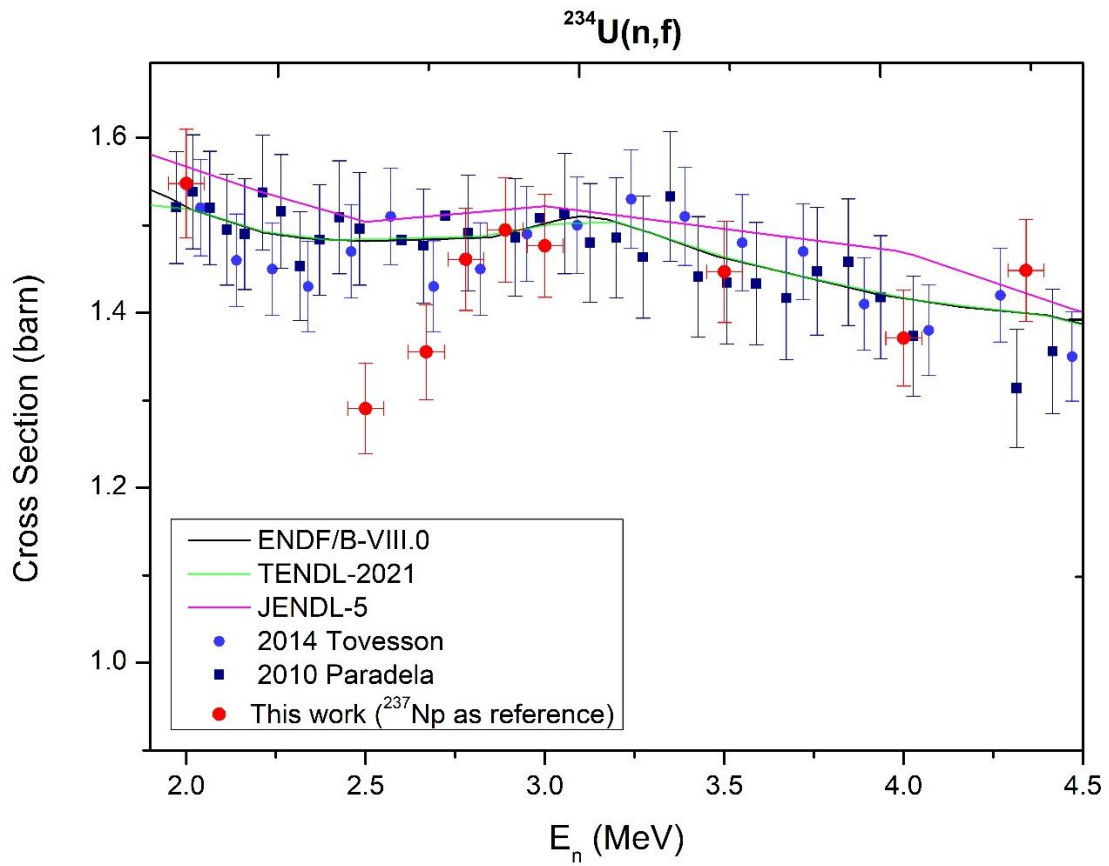 ²³⁴U(n,f)
Cross Section (barn)
1.6
1.4
1.2
1.0
ENDF/B-VIII.0
TENDL-2021
JENDL-5
2014 Tovesson
2010 Paradela
This work (²³⁷Np as reference)
2.0 2.5 3.0 3.5 4.0 4.5
Eₙ (MeV)